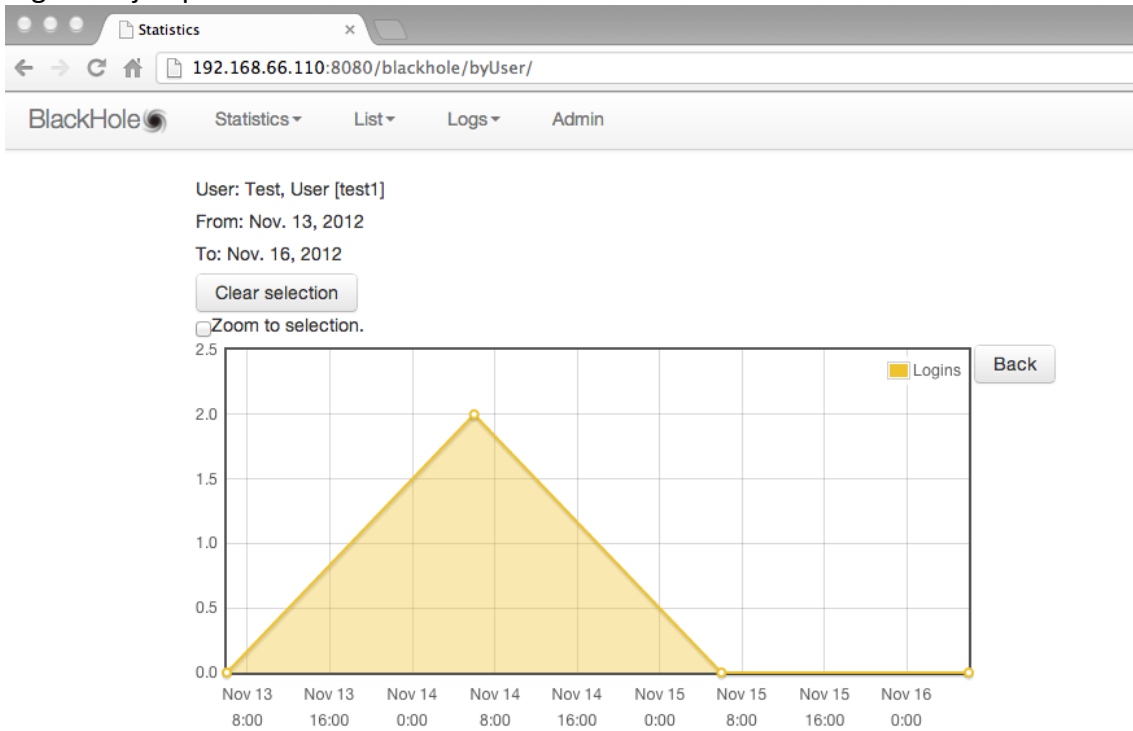 Statistics
192.168.66.110:8080/blackhole/byUser/
BlackHole Statistics List Logs Admin
User: Test, User [test1]
From: Nov. 13, 2012
To: Nov. 16, 2012
Clear selection
Zoom to selection.
2.5
Logins
Back
2.0
1.5
1.0
0.5
0.0
Nov 13 Nov 13 Nov 14 Nov 14 Nov 14 Nov 15 Nov 15 Nov 15 Nov 16
8:00 16:00 0:00 8:00 16:00 0:00 8:00 16:00 0:00